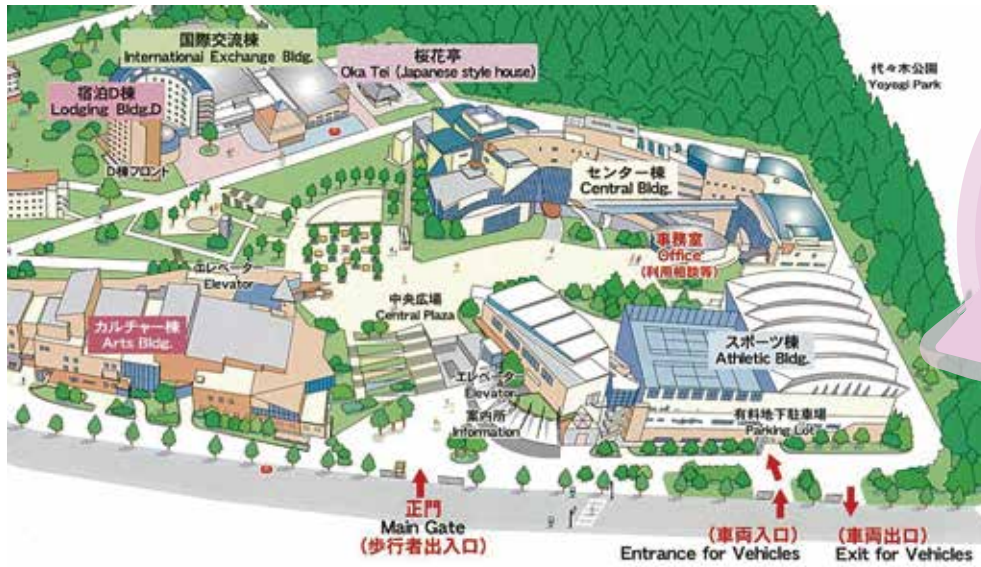 国際交流棟
International Exchange Bldg.
桜花亭
Oka Tei (Japanese style house)
代々木公園
Yoyogi Park
宿泊D棟
Lodging Bldg.D
D棟フロント
センター棟
Central Bldg.
事務室
Office
(利用相談等)
エレベーター
Elevator
中央広場
Central Plaza
カルチャー棟
Arts Bldg.
スポーツ棟
Athletic Bldg.
エレベーター
Elevator
案内所
Information
有料地下駐車場
Parking Lot
正門
Main Gate
(歩行者出入口)
(車両入口)
Entrance for Vehicles
(車両出口)
Exit for Vehicles